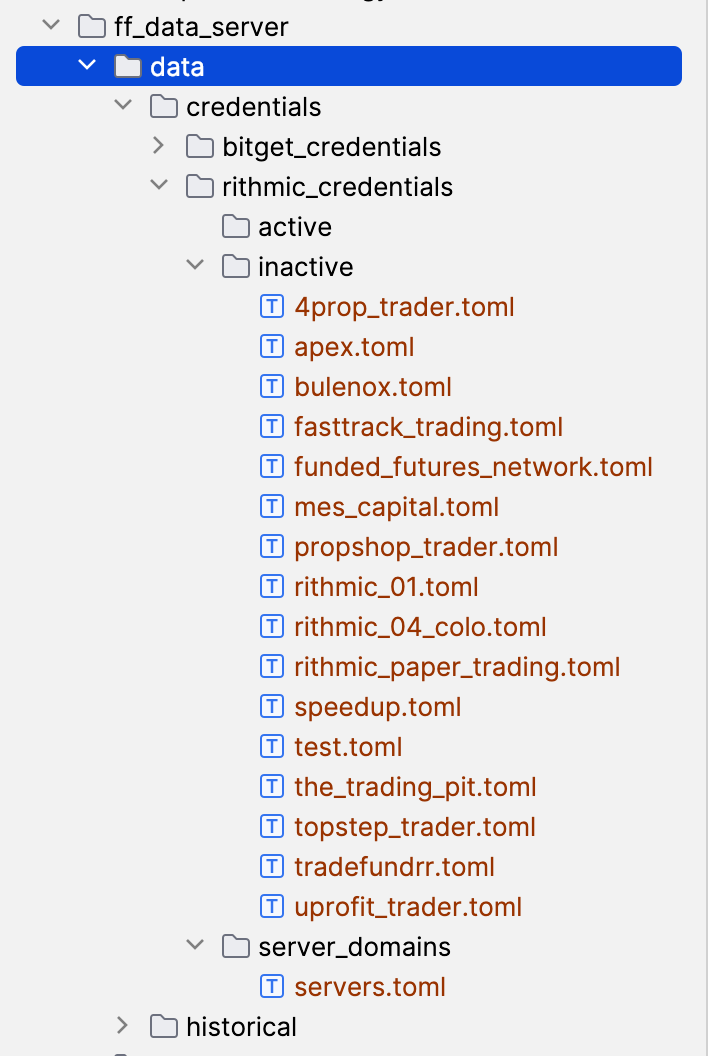 ff_data_server
data
credentials
bitget_credentials
rithmic_credentials
active
inactive
4prop_trader.toml
apex.toml
bulenox.toml
fasttrack_trading.toml
funded_futures_network.toml
mes_capital.toml
propshop_trader.toml
rithmic_01.toml
rithmic_04_colo.toml
rithmic_paper_trading.toml
speedup.toml
test.toml
the_trading_pit.toml
topstep_trader.toml
tradefundrr.toml
uprofit_trader.toml
server_domains
servers.toml
historical